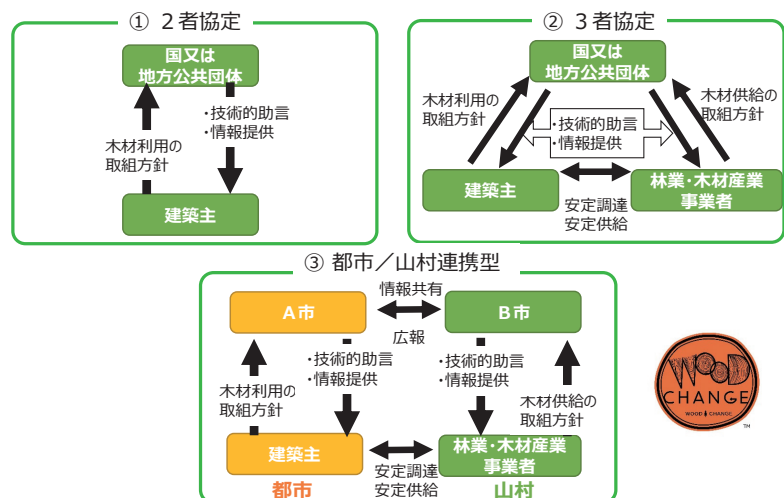 ① 2者協定
国又は
地方公共団体
木材利用の
取組方針
・技術的助言
・情報提供
建築主
② 3者協定
国又は
地方公共団体
木材利用の
取組方針
・技術的助言
・情報提供
木材供給の
取組方針
建築主
安定調達
安定供給
林業・木材産業
事業者
③ 都市／山村連携型
A市
情報共有
広報
B市
木材利用の
取組方針
・技術的助言
・情報提供
・技術的助言
・情報提供
木材供給の
取組方針
建築主
安定調達
安定供給
林業・木材産業
事業者
都市
山村
WOOD
CHANGE
WOOD CHANGE
TM